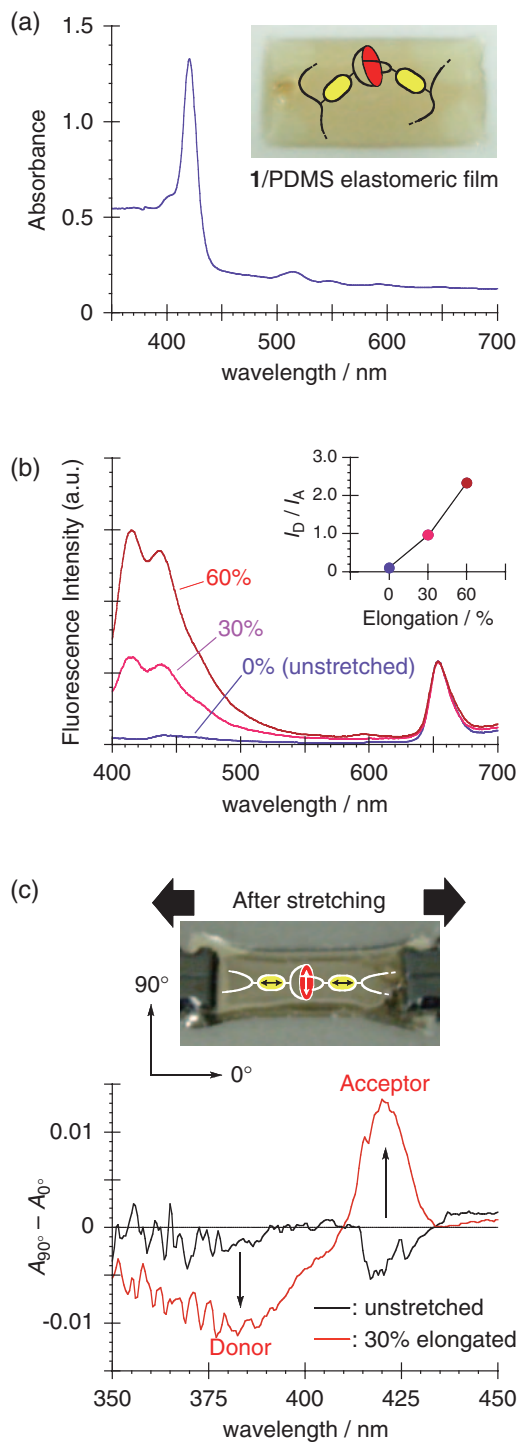 (a)
1.5
1.0
0.5
0
Absorbance
1/PDMS elastomeric film
400 500 600 700
wavelength / nm
(b)
Fluorescence Intensity (a.u.)
60%
30%
0% (unstretched)
3.0
2.0
1.0
0
I_D / I_A
0 30 60
Elongation / %
400 500 600 700
wavelength / nm
(c)
After stretching
90°
0°
Acceptor
0.01
0
-0.01
A90° – A0°
Donor
: unstretched
: 30% elongated
350 375 400 425 450
wavelength / nm